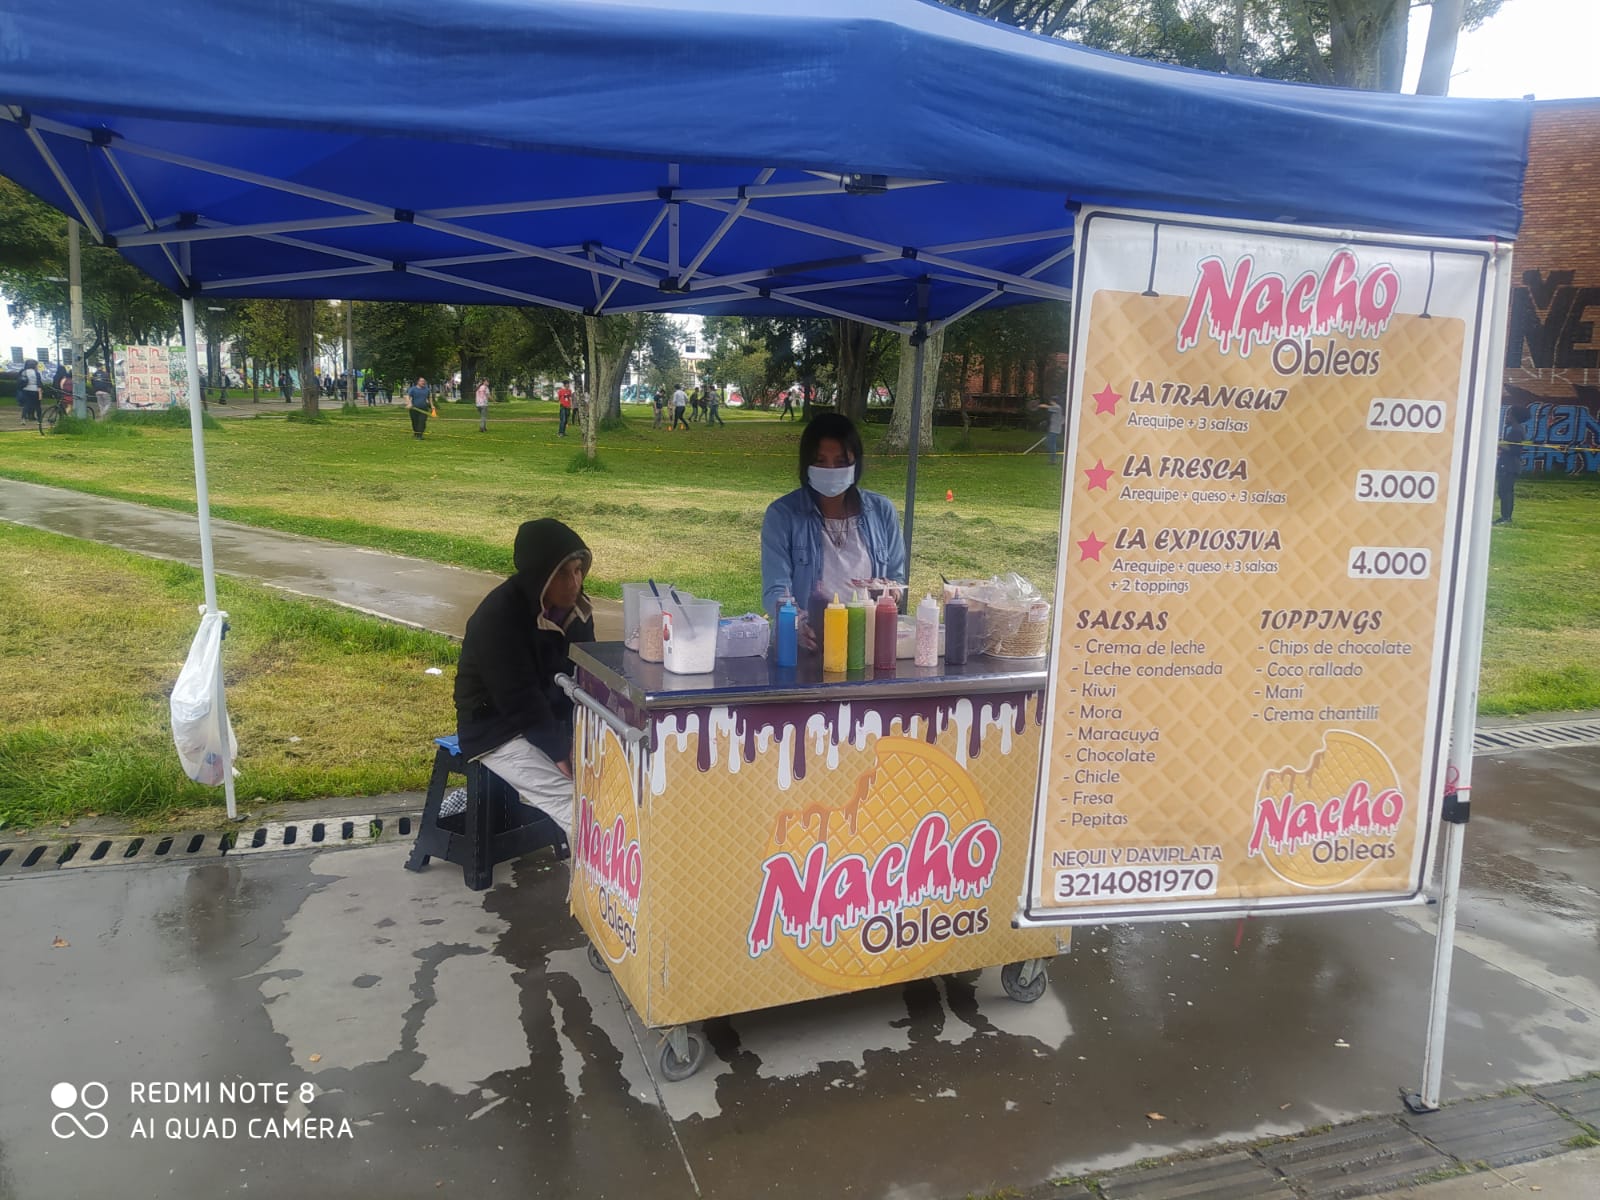 Nacho
Obleas
LA TRANQUI
2.000
Arequipe + 3 salsas
LA FRESCA
3.000
Arequipe + queso + 3 salsas
LA EXPLOSIVA
4.000
Arequipe + queso + 3 salsas
+ 2 toppings
SALSAS
- Crema de leche
- Leche condensada
- Kiwi
- Mora
- Maracuyá
- Chocolate
- Chicle
- Fresa
- Pepitas
TOPPINGS
- Chips de chocolate
- Coco rallado
- Maní
- Crema chantillí
NEQUI Y DAVIPLATA
3214081970
Nacho
Obleas
Nacho
Obleas
Nacho
Obleas
REDMI NOTE 8
AI QUAD CAMERA